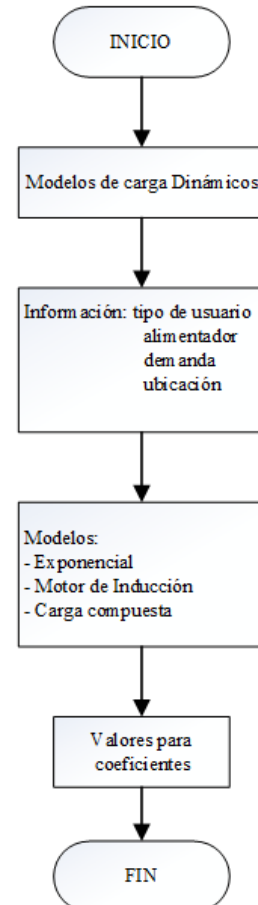 INICIO
Modelos de carga Dinámicos
Información: tipo de usuario
alimentador
demanda
ubicación
Modelos:
- Exponencial
- Motor de Inducción
- Carga compuesta
Valores para
coeficientes
FIN